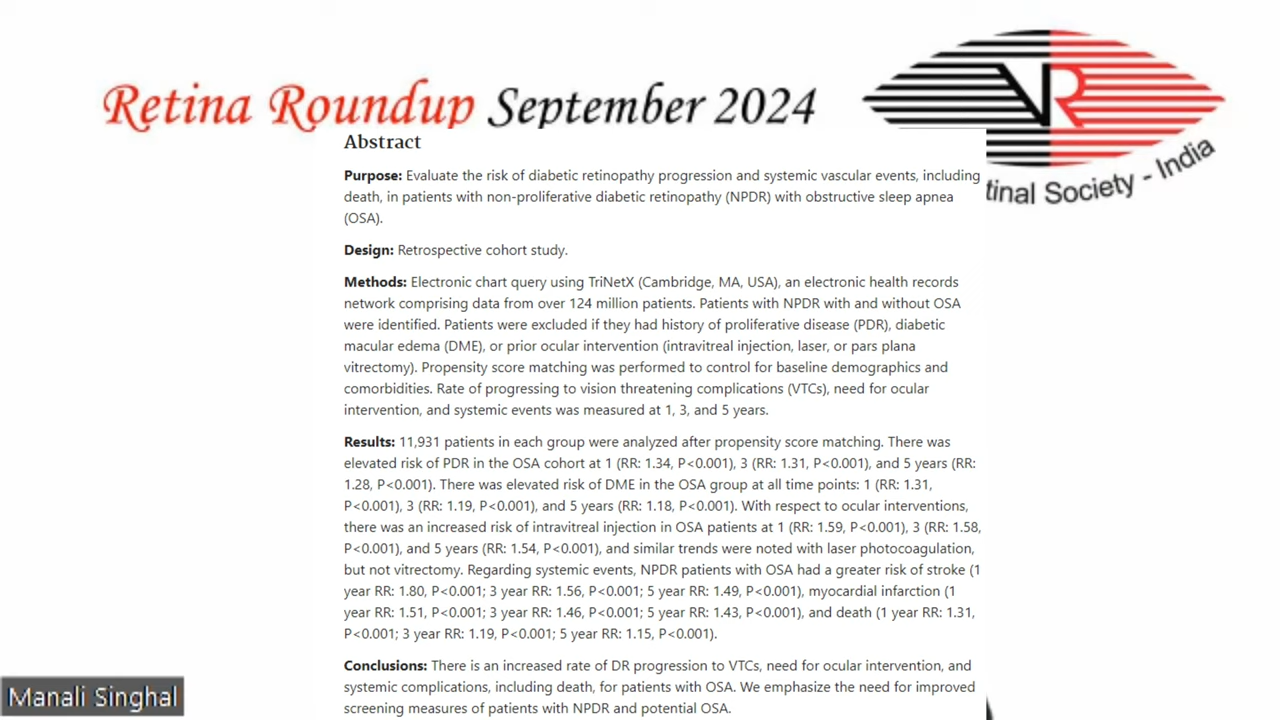 Retina Roundup September 2024
VR
tinal Society - India
Abstract
Purpose: Evaluate the risk of diabetic retinopathy progression and systemic vascular events, including
death, in patients with non-proliferative diabetic retinopathy (NPDR) with obstructive sleep apnea
(OSA).
Design: Retrospective cohort study.
Methods: Electronic chart query using TriNetX (Cambridge, MA, USA), an electronic health records
network comprising data from over 124 million patients. Patients with NPDR with and without OSA
were identified. Patients were excluded if they had history of proliferative disease (PDR), diabetic
macular edema (DME), or prior ocular intervention (intravitreal injection, laser, or pars plana
vitrectomy). Propensity score matching was performed to control for baseline demographics and
comorbidities. Rate of progressing to vision threatening complications (VTCs), need for ocular
intervention, and systemic events was measured at 1, 3, and 5 years.
Results: 11,931 patients in each group were analyzed after propensity score matching. There was
elevated risk of PDR in the OSA cohort at 1 (RR: 1.34, P<0.001), 3 (RR: 1.31, P<0.001), and 5 years (RR:
1.28, P<0.001). There was elevated risk of DME in the OSA group at all time points: 1 (RR: 1.31,
P<0.001), 3 (RR: 1.19, P<0.001), and 5 years (RR: 1.18, P<0.001). With respect to ocular interventions,
there was an increased risk of intravitreal injection in OSA patients at 1 (RR: 1.59, P<0.001), 3 (RR: 1.58,
P<0.001), and 5 years (RR: 1.54, P<0.001), and similar trends were noted with laser photocoagulation,
but not vitrectomy. Regarding systemic events, NPDR patients with OSA had a greater risk of stroke (1
year RR: 1.80, P<0.001; 3 year RR: 1.56, P<0.001; 5 year RR: 1.49, P<0.001), myocardial infarction (1
year RR: 1.51, P<0.001; 3 year RR: 1.46, P<0.001; 5 year RR: 1.43, P<0.001), and death (1 year RR: 1.31,
P<0.001; 3 year RR: 1.19, P<0.001; 5 year RR: 1.15, P<0.001).
Conclusions: There is an increased rate of DR progression to VTCs, need for ocular intervention, and
systemic complications, including death, for patients with OSA. We emphasize the need for improved
screening measures of patients with NPDR and potential OSA.
Manali Singhal